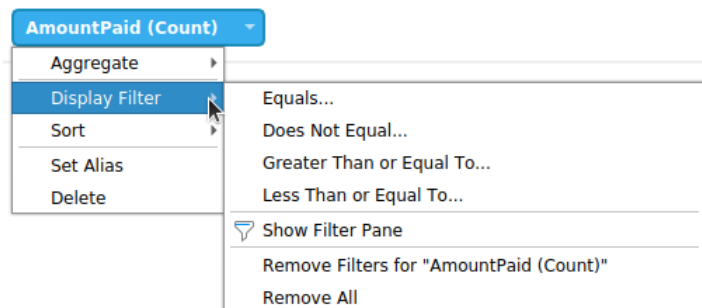 AmountPaid (Count)
Aggregate
Display Filter
Sort
Set Alias
Delete
Equals...
Does Not Equal...
Greater Than or Equal To...
Less Than or Equal To...
Show Filter Pane
Remove Filters for "AmountPaid (Count)"
Remove All